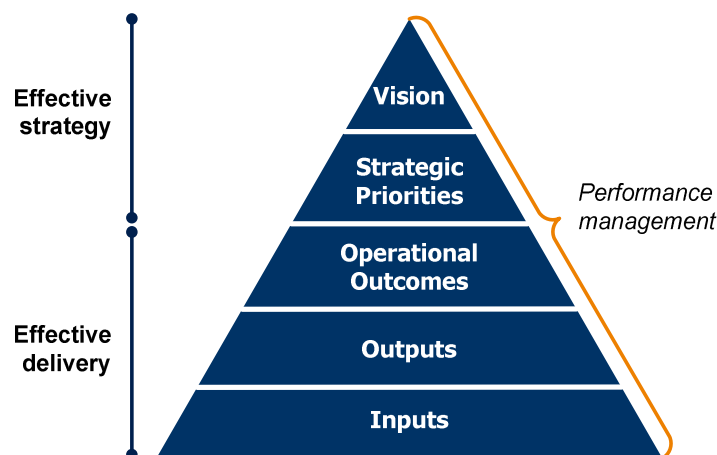 Effective
strategy
Vision
Strategic
Priorities
Performance
management
Operational
Outcomes
Effective
delivery
Outputs
Inputs